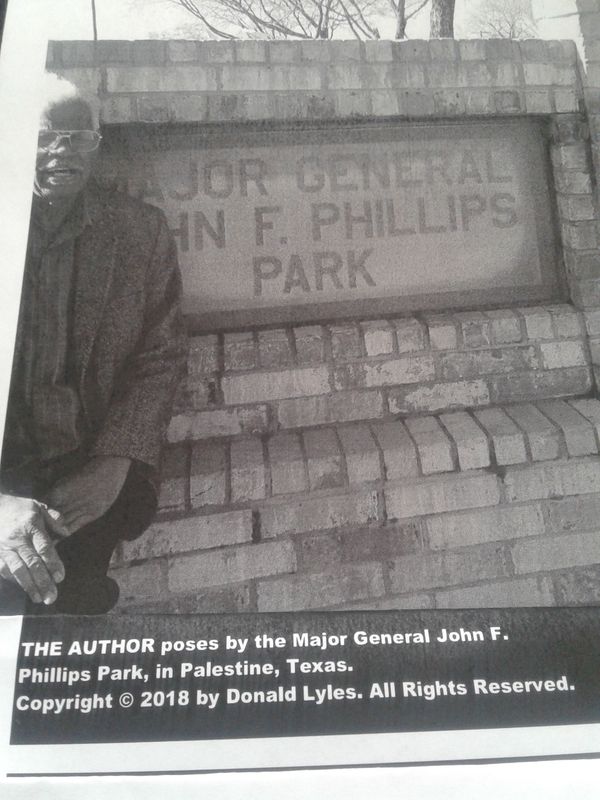 AJOR GENERAL
HN F. PHILLIPS
PARK
THE AUTHOR poses by the Major General John F.
Phillips Park, in Palestine, Texas.
Copyright © 2018 by Donald Lyles. All Rights Reserved.